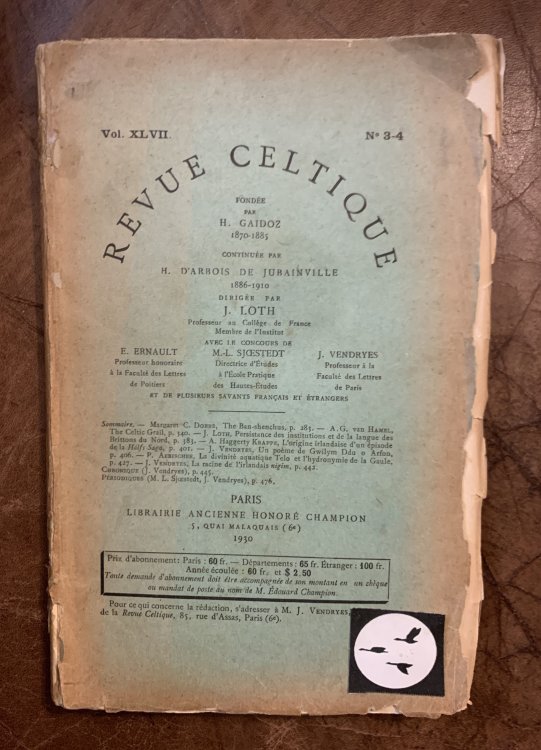 Vol. XLVII.
Nº 3-4
REVUE CELTIQUE
FONDÉE
PAR
H. GAIDOZ
1870-1885
CONTINUÉE PAR
H. D'ARBOIS DE JUBAINVILLE
1886-1910
DIRIGÉE PAR
J. LOTH
Professeur au Collège de France
Membre de l'Institut
AVEC LE CONCOURS DE
E. ERNAULT
Professeur honoraire
à la Faculté des Lettres
de Poitiers
M.-L. SJŒSTEDT
Directrice d'Études
à l'École Pratique
des Hautes-Études
J. VENDRYES
Professeur à la
Faculté des Lettres
de Paris
ET DE PLUSIEURS SAVANTS FRANÇAIS ET ÉTRANGERS
Sommaire. — Margaret C. DOBBS, The Ban-shenchus, p. 283. — A. G. VAN HAMEL,
The Celtic Grail, p. 340. — J. LOTH, Persistence des institutions et de la langue des
Brittons du Nord, p. 383. — A. Haggerty KRAPPE, L'origine irlandaise d'un épisode
de la Hálfs Saga, p. 401. — J. VENDRYES, Un poème de Gwilym Ddu o Arfon,
p. 406. — P. AEBISCHER, La divinité aquatique Telo et l'hydronymie de la Gaule,
p. 427. — J. VENDRYES, La racine de l'irlandais nigim, p. 442.
CHRONIQUE (J. Vendryes), p. 445.
PÉRIODIQUES (M. L. Sjœstedt, J. Vendryes), p. 476.
PARIS
LIBRAIRIE ANCIENNE HONORÉ CHAMPION
5, QUAI MALAQUAIS (6e)
1930
Prix d'abonnement: Paris : 60 fr. — Départements : 65 fr. Étranger : 100 fr.
Année écoulée : 60 fr. et $ 2.50
Toute demande d'abonnement doit être accompagnée de son montant en un chèque
ou mandat de poste du nom de M. Édouard Champion.
Pour ce qui concerne la rédaction, s'adresser à M. J. VENDRYES,
de la Revue Celtique, 85, rue d'Assas, Paris (6e).